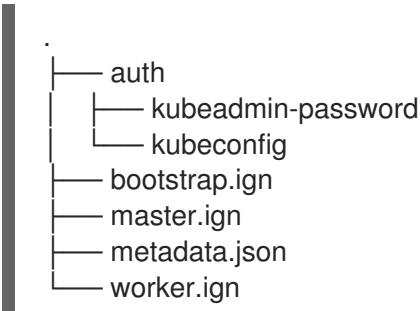 .
├── auth
│   ├── kubeadmin-password
│   └── kubeconfig
├── bootstrap.ign
├── master.ign
├── metadata.json
└── worker.ign